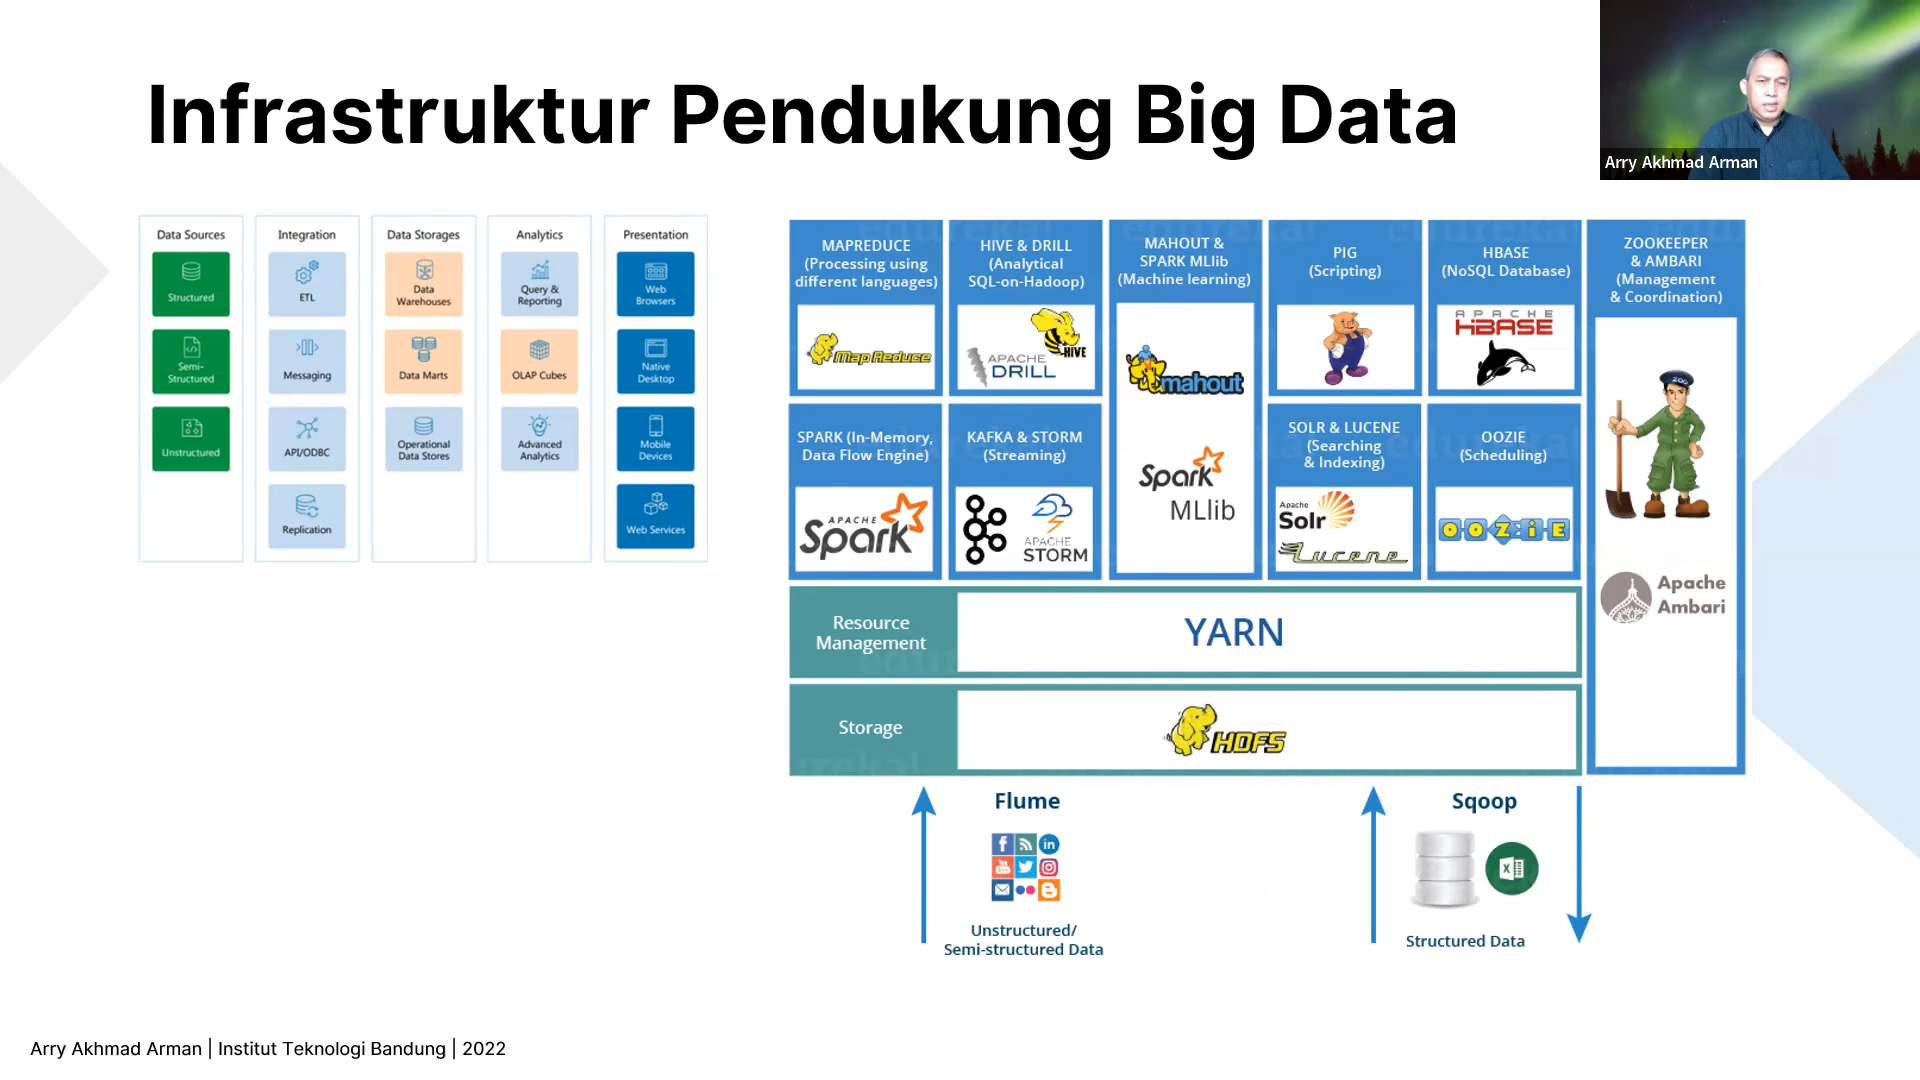 Infrastruktur Pendukung Big Data
Arry Akhmad Arman
Data Sources
Structured
Semi-
Structured
Unstructured
Integration
ETL
Messaging
API/ODBC
Replication
Data Storages
Data
Warehouses
Data Marts
Operational
Data Stores
Analytics
Query &
Reporting
OLAP Cubes
Advanced
Analytics
Presentation
Web
Browsers
Native
Desktop
Mobile
Devices
Web Services
MAPREDUCE
(Processing using
different languages)
Map Reduce
HIVE & DRILL
(Analytical
SQL-on-Hadoop)
HIVE
APACHE
DRILL
MAHOUT &
SPARK MLlib
(Machine learning)
mahout
Spark
MLlib
PIG
(Scripting)
HBASE
(NoSQL Database)
APACHE
HBASE
ZOOKEEPER
& AMBARI
(Management
& Coordination)
ZOO
Apache
Ambari
SPARK (In-Memory,
Data Flow Engine)
APACHE
Spark
KAFKA & STORM
(Streaming)
APACHE
STORM
SOLR & LUCENE
(Searching
& Indexing)
Apache
Solr
Lucene
OOZIE
(Scheduling)
OOZiE
Resource
Management
YARN
Storage
HDFS
edureka!
Flume
Unstructured/
Semi-structured Data
Sqoop
Structured Data
Arry Akhmad Arman | Institut Teknologi Bandung | 2022